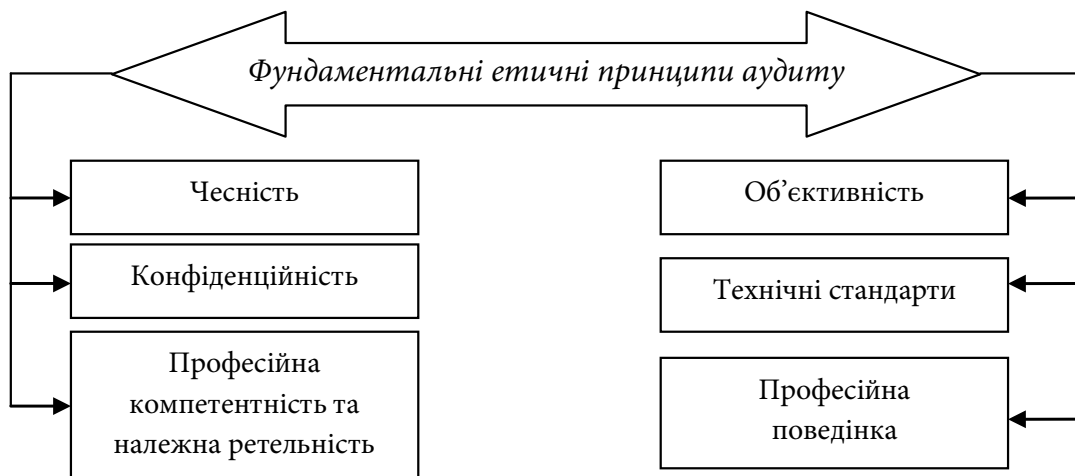 Фундаментальні етичні принципи аудиту
Чесність
Об’єктивність
Конфіденційність
Технічні стандарти
Професійна
компетентність та
належна ретельність
Професійна
поведінка